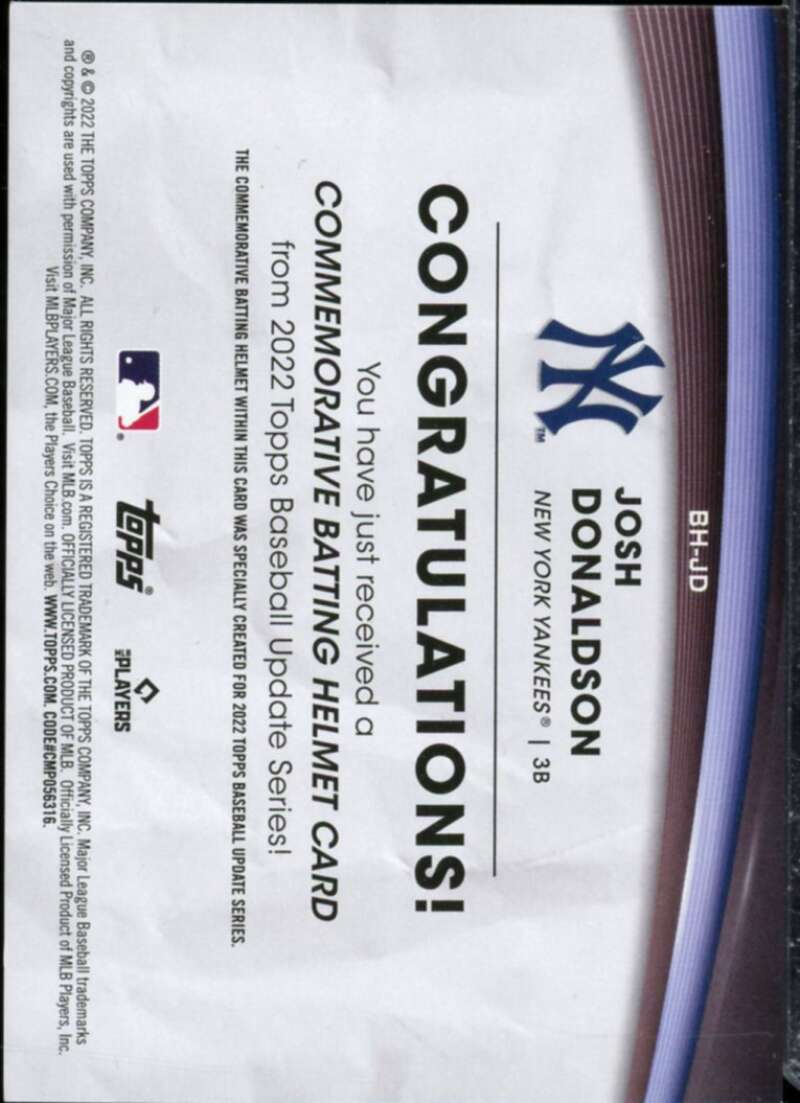 BH-JD
JOSH
DONALDSON
NEW YORK YANKEES® | 3B
NY™
CONGRATULATIONS!
You have just received a
COMMEMORATIVE BATTING HELMET CARD
from 2022 Topps Baseball Update Series!
THE COMMEMORATIVE BATTING HELMET WITHIN THIS CARD WAS SPECIALLY CREATED FOR 2022 TOPPS BASEBALL UPDATE SERIES.
® topps® MLB PLAYERS
® & © 2022 THE TOPPS COMPANY, INC. ALL RIGHTS RESERVED. TOPPS IS A REGISTERED TRADEMARK OF THE TOPPS COMPANY, INC. Major League Baseball trademarks
and copyrights are used with permission of Major League Baseball. Visit MLB.com. OFFICIALLY LICENSED PRODUCT OF MLB. Officially Licensed Product of MLB Players, Inc.
Visit MLBPLAYERS.COM, the Players Choice on the web. WWW.TOPPS.COM. CODE#CMP056316.